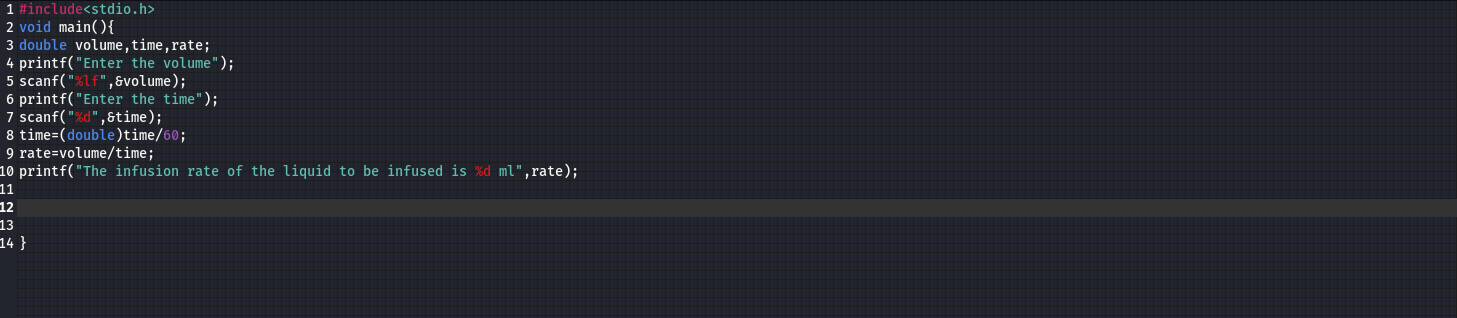 1 #include<stdio.h>
2 void main(){
3 double volume,time,rate;
4 printf("Enter the volume");
5 scanf("%lf",&volume);
6 printf("Enter the time");
7 scanf("%d",&time);
8 time=(double)time/60;
9 rate=volume/time;
10 printf("The infusion rate of the liquid to be infused is %d ml",rate);
11
12
13
14 }